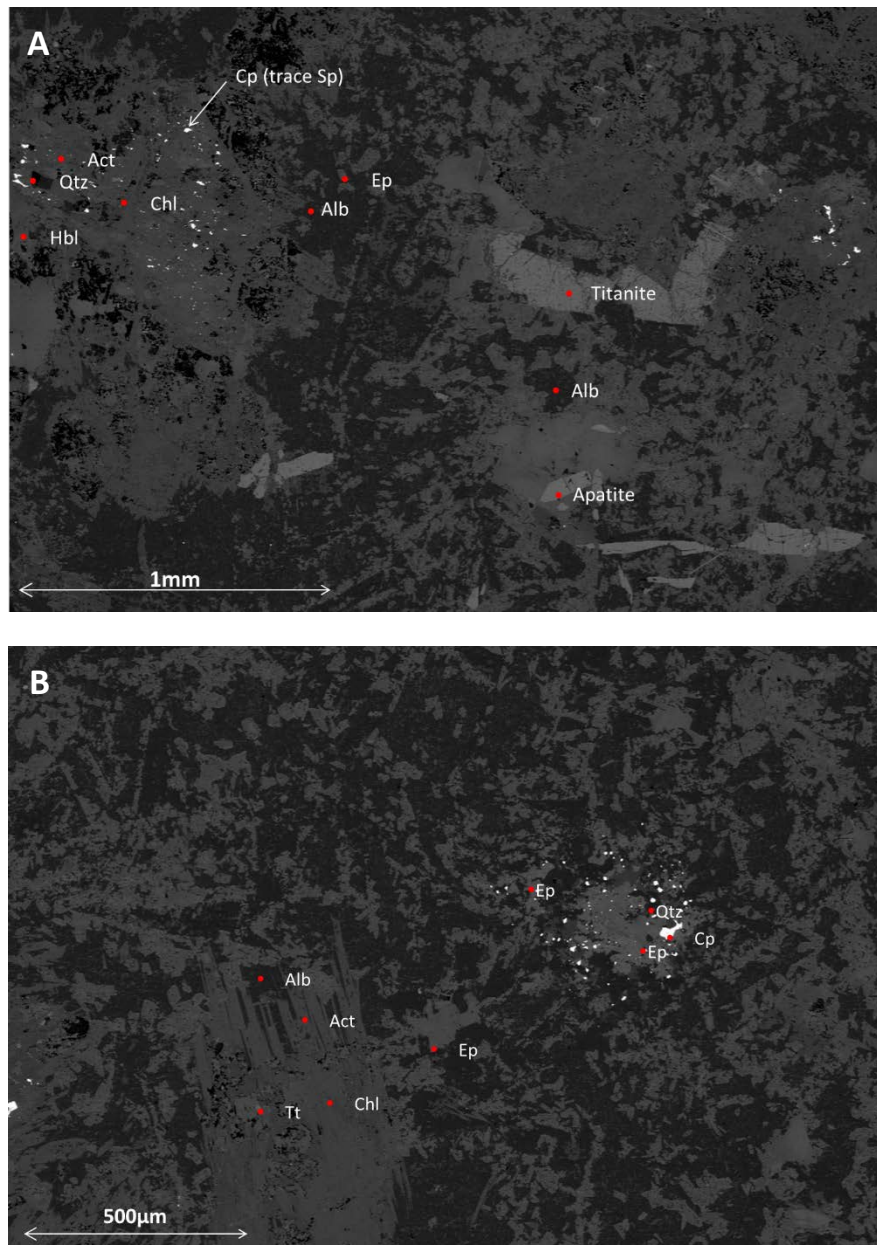 A
Cp (trace Sp)
Act
Qtz
Ep
Chl
Alb
Hbl
Titanite
Alb
Apatite
1mm
B
Ep
Qtz
Cp
Ep
Alb
Act
Ep
Chl
Tt
500µm